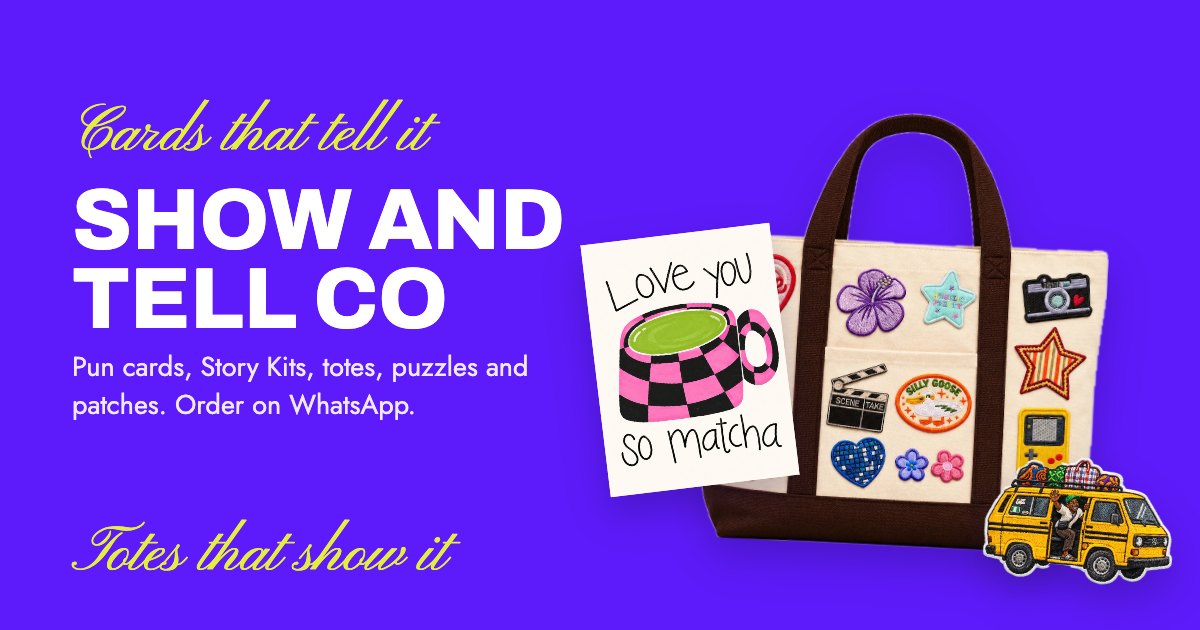 Cards that tell it
SHOW AND
TELL CO
Pun cards, Story Kits, totes, puzzles and
patches. Order on WhatsApp.
Totes that show it
LOVE you
so matcha
SCENE TAKE
SILLY GOOSE